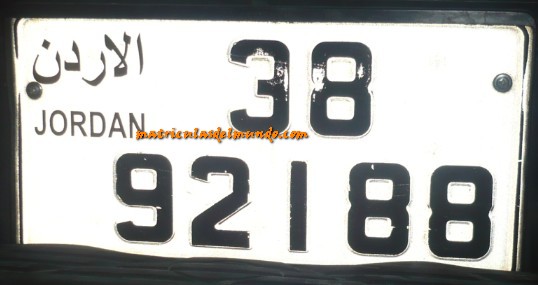 الاردن
38
JORDAN
matriculasdelmundo.com
92188